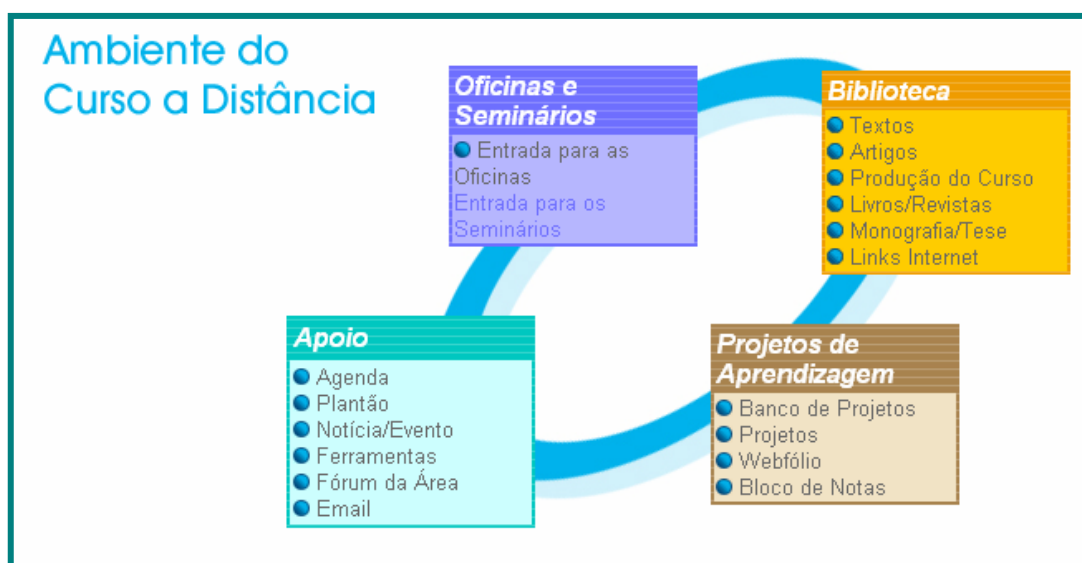 Ambiente do
Curso a Distância
Oficinas e
Seminários
Entrada para as
Oficinas
Entrada para os
Seminários
Biblioteca
Textos
Artigos
Produção do Curso
Livros/Revistas
Monografia/Tese
Links Internet
Apoio
Agenda
Plantão
Notícia/Evento
Ferramentas
Fórum da Área
Email
Projetos de
Aprendizagem
Banco de Projetos
Projetos
Webfólio
Bloco de Notas